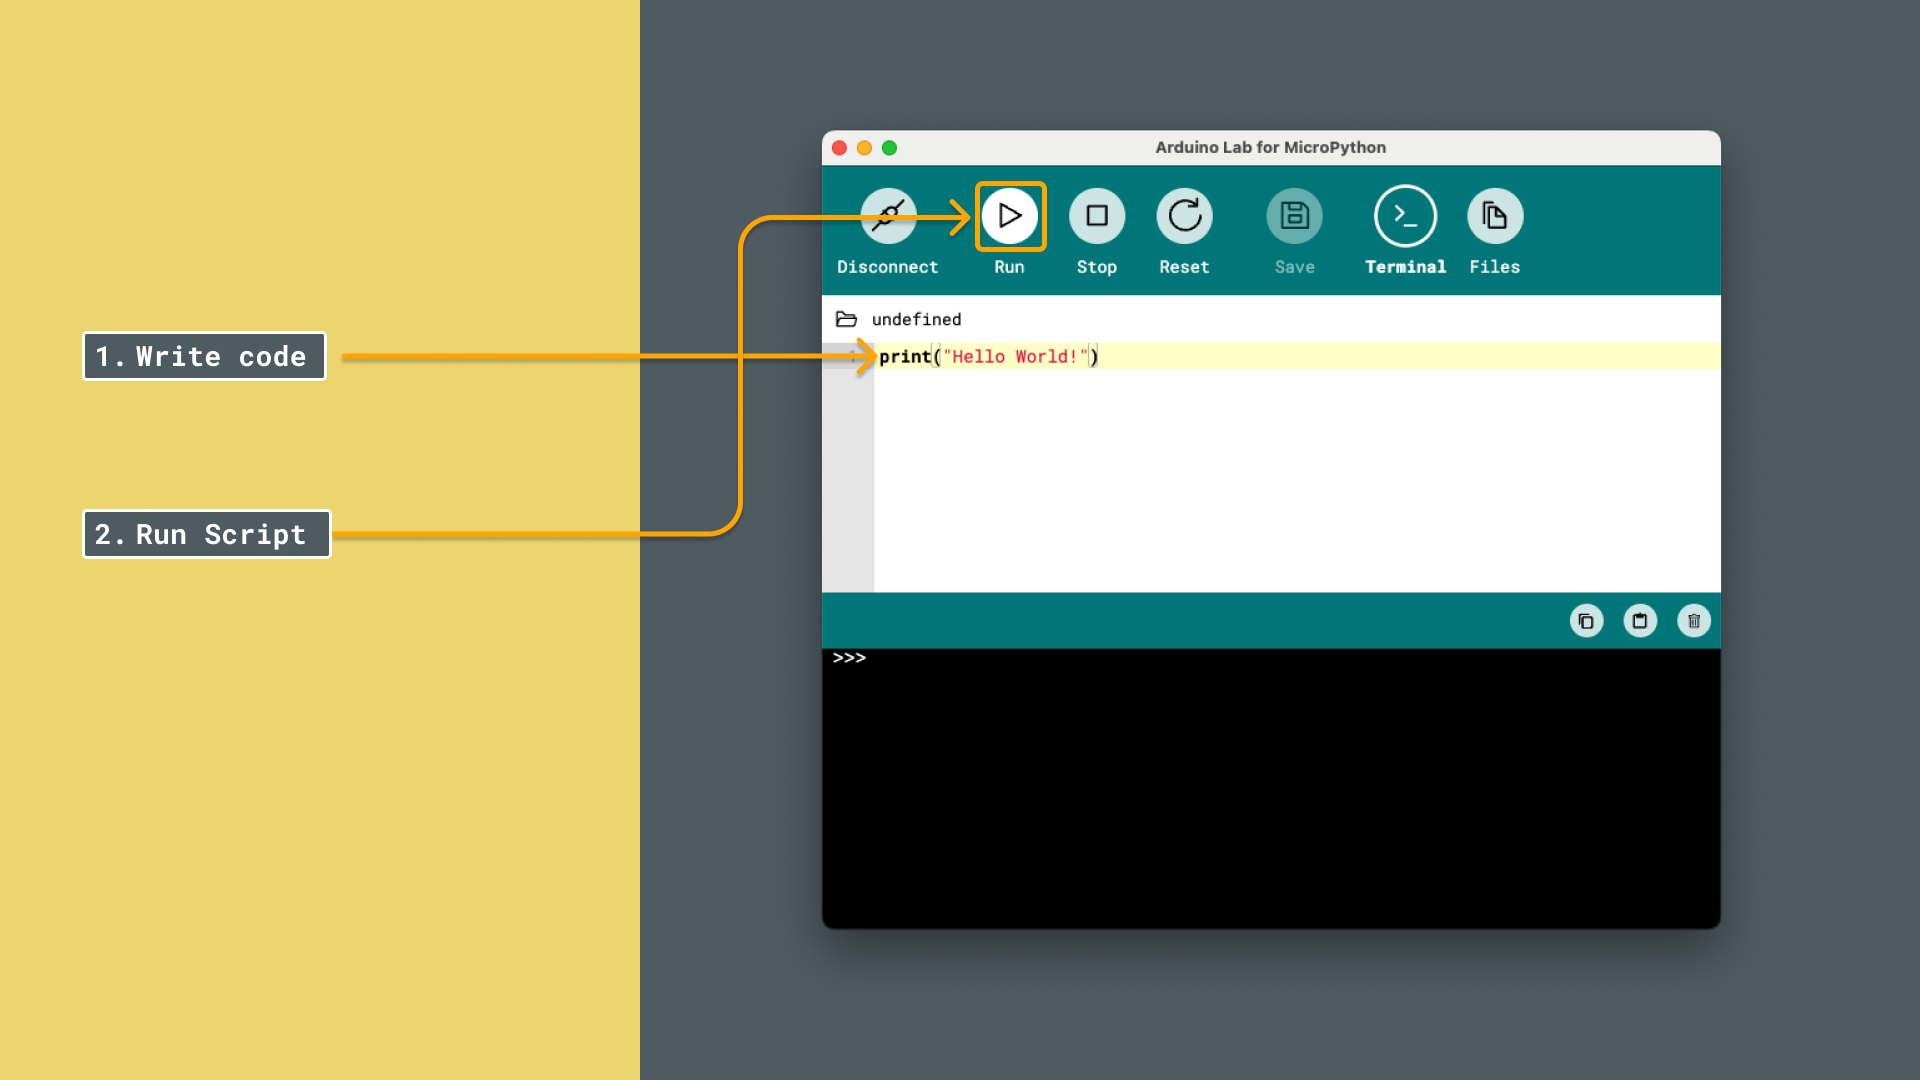 Arduino Lab for MicroPython
Disconnect Run Stop Reset Save Terminal Files
undefined
1. Write code
print("Hello World!")
2. Run Script
>>>